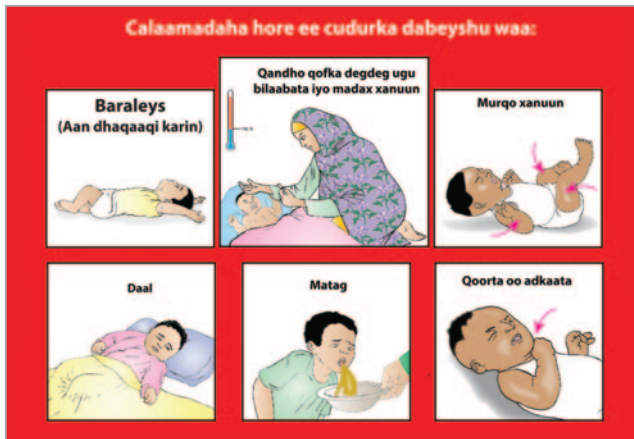 Calaamadaha hore ee cudurka dabeyshu waa:
Baraleys
(Aan dhaqaaqi karin)
Qandho qofka degdeg ugu
bilaabata iyo madax xanuun
Murqo xanuun
Daal
Matag
Qoorta oo adkaata